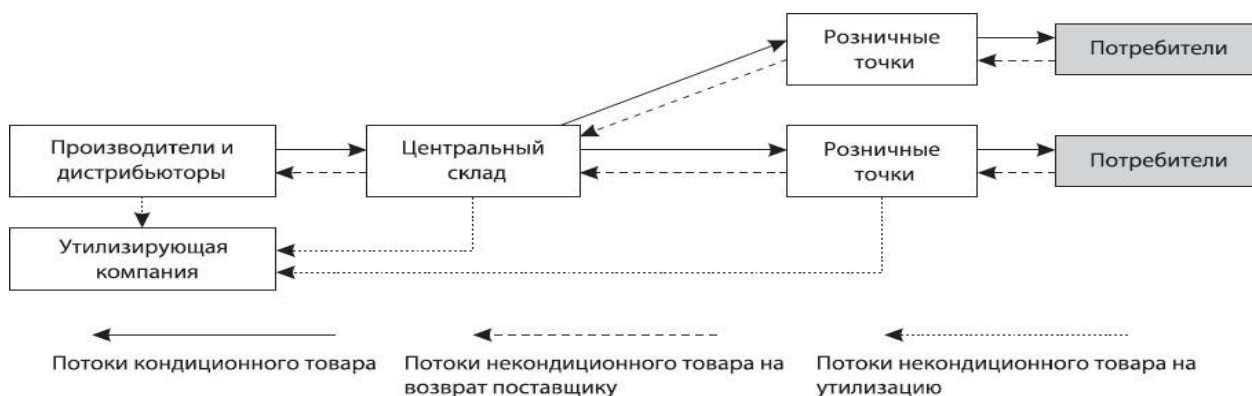 Розничные
точки
Потребители
Производители и
дистрибьюторы
Центральный
склад
Розничные
точки
Потребители
Утилизирующая
компания
Потоки кондиционного товара
Потоки некондиционного товара на
возврат поставщику
Потоки некондиционного товара на
утилизацию